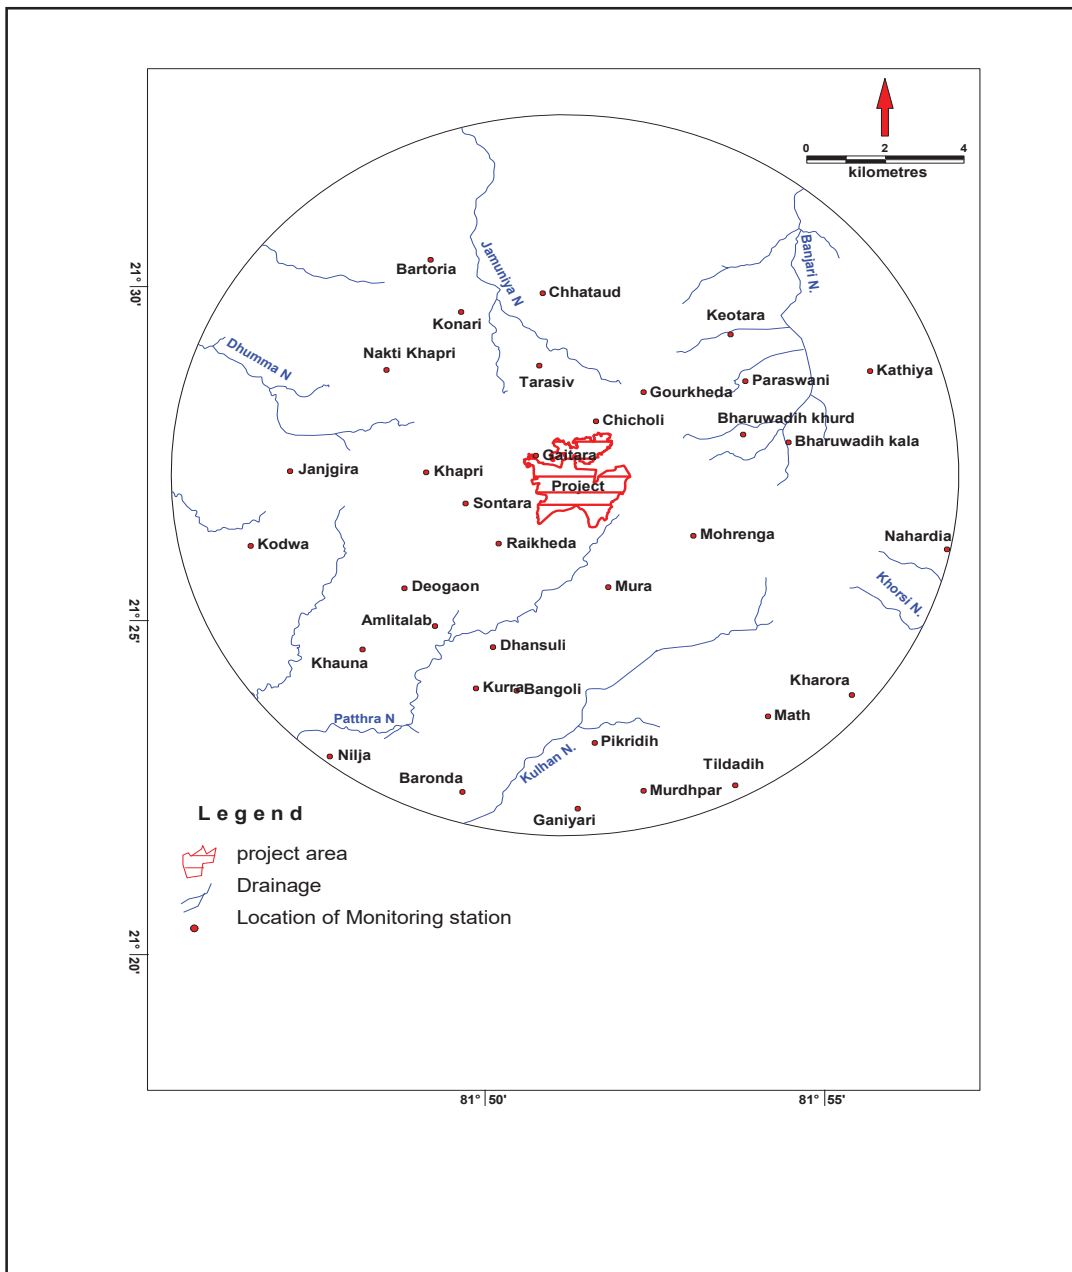 0 2 4
kilometres
Jamuniya N
Banjari N.
Bartoria
21° 30'
Chhataud
Konari
Keotara
Dhumma N
Nakti Khapri
Tarasiv
Kathiya
Paraswani
Gourkheda
Chicholi
Bharuwadih khurd
Bharuwadih kala
Gaitara
Janjgira
Khapri
Project
Sontara
Mohrenga
Nahardia
Kodwa
Raikheda
Khorsi N.
Deogaon
Mura
21° 25'
Amlitalab
Dhansuli
Khauna
Kharora
Kurra
Bangoli
Math
Patthra N
Pikridih
Nilja
Kulhan N.
Tildadih
Baronda
Murdhpar
Ganiyari
Legend
project area
Drainage
Location of Monitoring station
21° 20'
81° 50'
81° 55'